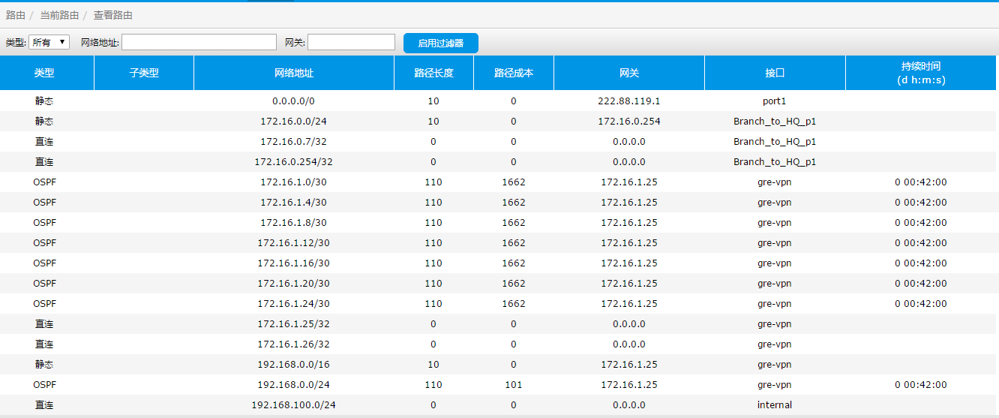 路由 / 当前路由 / 查看路由
类型: 所有 网络地址: 网关: 启用过滤器
类型 子类型 网络地址 路径长度 路径成本 网关 接口 持续时间
(d h:m:s)
静态 0.0.0.0/0 10 0 222.88.119.1 port1
静态 172.16.0.0/24 10 0 172.16.0.254 Branch_to_HQ_p1
直连 172.16.0.7/32 0 0 0.0.0.0 Branch_to_HQ_p1
直连 172.16.0.254/32 0 0 0.0.0.0 Branch_to_HQ_p1
OSPF 172.16.1.0/30 110 1662 172.16.1.25 gre-vpn 0 00:42:00
OSPF 172.16.1.4/30 110 1662 172.16.1.25 gre-vpn 0 00:42:00
OSPF 172.16.1.8/30 110 1662 172.16.1.25 gre-vpn 0 00:42:00
OSPF 172.16.1.12/30 110 1662 172.16.1.25 gre-vpn 0 00:42:00
OSPF 172.16.1.16/30 110 1662 172.16.1.25 gre-vpn 0 00:42:00
OSPF 172.16.1.20/30 110 1662 172.16.1.25 gre-vpn 0 00:42:00
OSPF 172.16.1.24/30 110 1662 172.16.1.25 gre-vpn 0 00:42:00
直连 172.16.1.25/32 0 0 0.0.0.0 gre-vpn
直连 172.16.1.26/32 0 0 0.0.0.0 gre-vpn
静态 192.168.0.0/16 10 0 172.16.1.25 gre-vpn
OSPF 192.168.0.0/24 110 101 172.16.1.25 gre-vpn 0 00:42:00
直连 192.168.100.0/24 0 0 0.0.0.0 internal